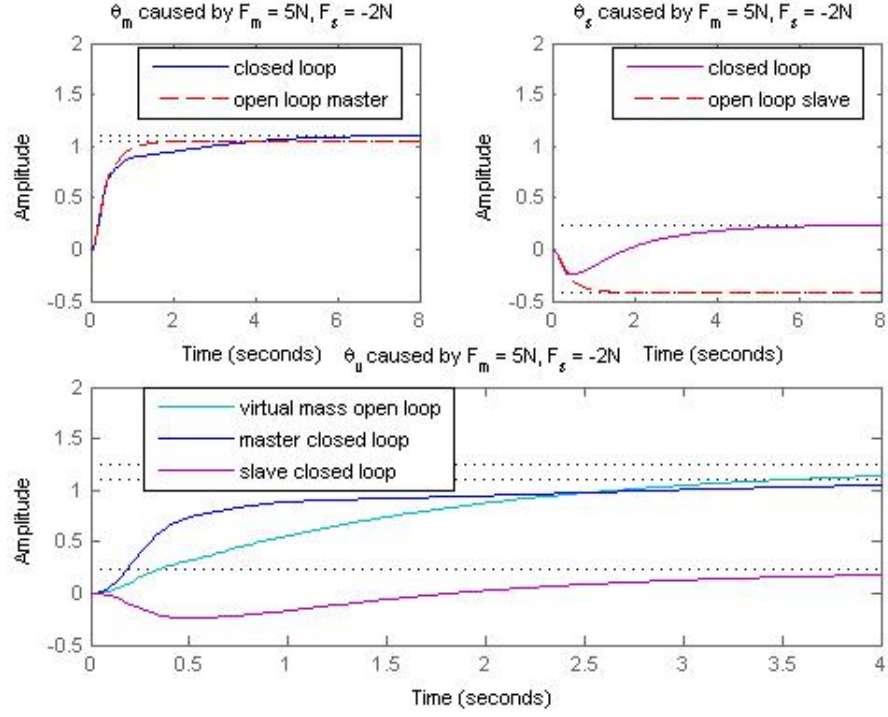 θm caused by Fm = 5N, Fs = -2N
2
1.5
1
0.5
0
-0.5
Amplitude
closed loop
open loop master
0 2 4 6 8
Time (seconds)
θs caused by Fm = 5N, Fs = -2N
2
1.5
1
0.5
0
-0.5
Amplitude
closed loop
open loop slave
0 2 4 6 8
Time (seconds)
θu caused by Fm = 5N, Fs = -2N
2
1.5
1
0.5
0
-0.5
Amplitude
virtual mass open loop
master closed loop
slave closed loop
0 0.5 1 1.5 2 2.5 3 3.5 4
Time (seconds)